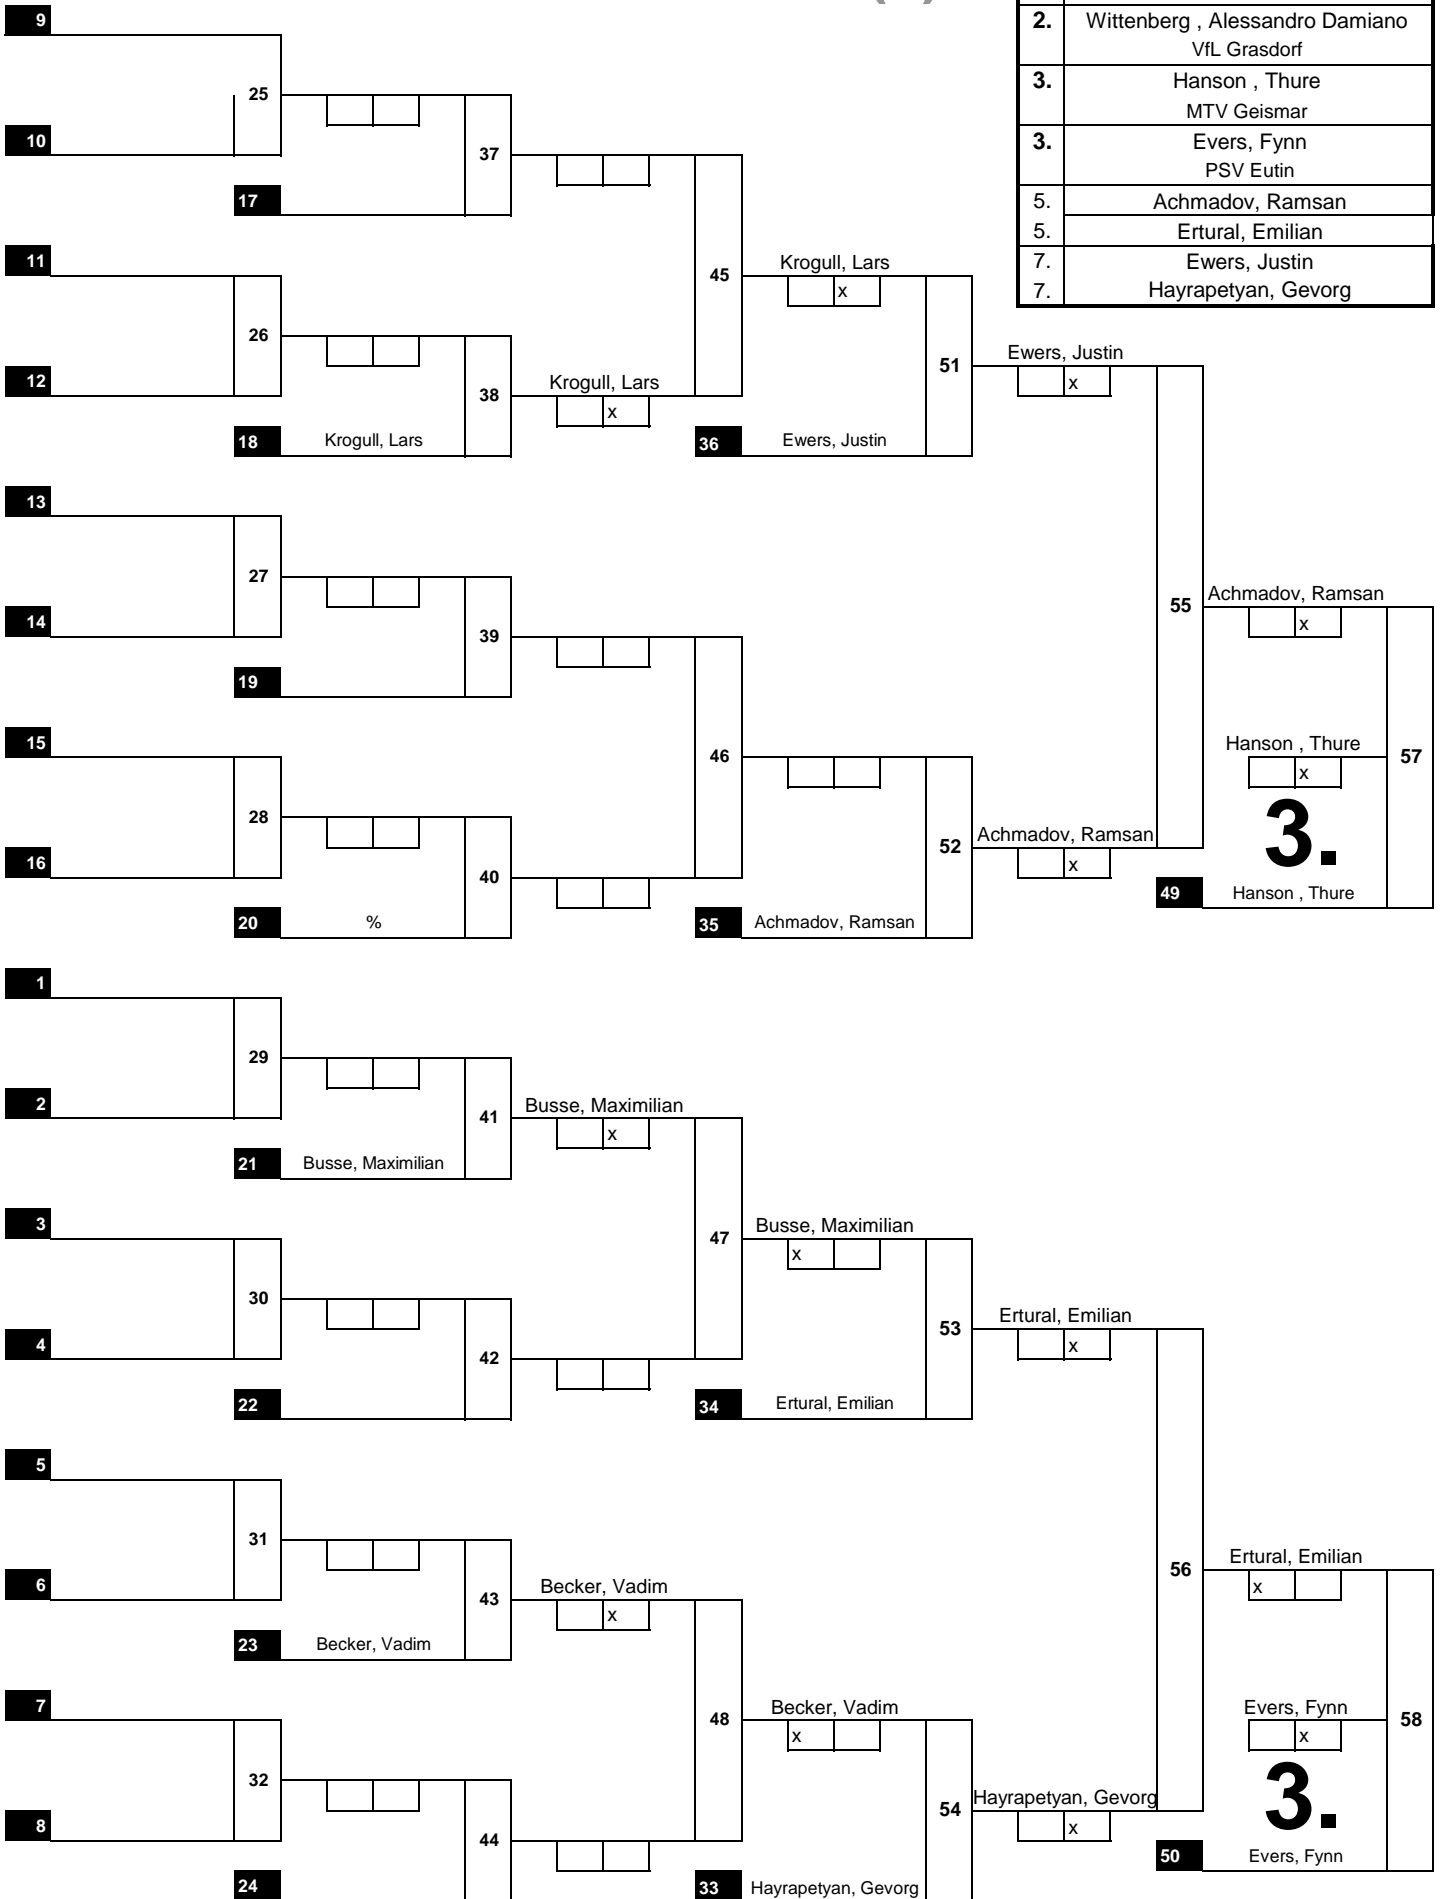 9
2. Wittenberg , Alessandro Damiano
VfL Grasdorf
25
3. Hanson , Thure
MTV Geismar
10
3. Evers, Fynn
37
PSV Eutin
17
5. Achmadov, Ramsan
5. Ertural, Emilian
11
Krogull, Lars
7. Ewers, Justin
45
x
7. Hayrapetyan, Gevorg
26
Ewers, Justin
51
12
Krogull, Lars
x
38
x
18 Krogull, Lars
36 Ewers, Justin
13
27
Achmadov, Ramsan
55
14
x
39
19
15
Hanson , Thure
46
57
x
28
3.
Achmadov, Ramsan
52
16
x
40
49 Hanson , Thure
20 %
35 Achmadov, Ramsan
1
29
2
Busse, Maximilian
41
x
21 Busse, Maximilian
3
Busse, Maximilian
47
x
30
Ertural, Emilian
53
4
x
42
22
34 Ertural, Emilian
5
31
Ertural, Emilian
56
6
Becker, Vadim
x
43
x
23 Becker, Vadim
7
Becker, Vadim
Evers, Fynn
48
58
x
x
32
3.
Hayrapetyan, Gevorg
54
8
x
44
50 Evers, Fynn
24
33 Hayrapetyan, Gevorg